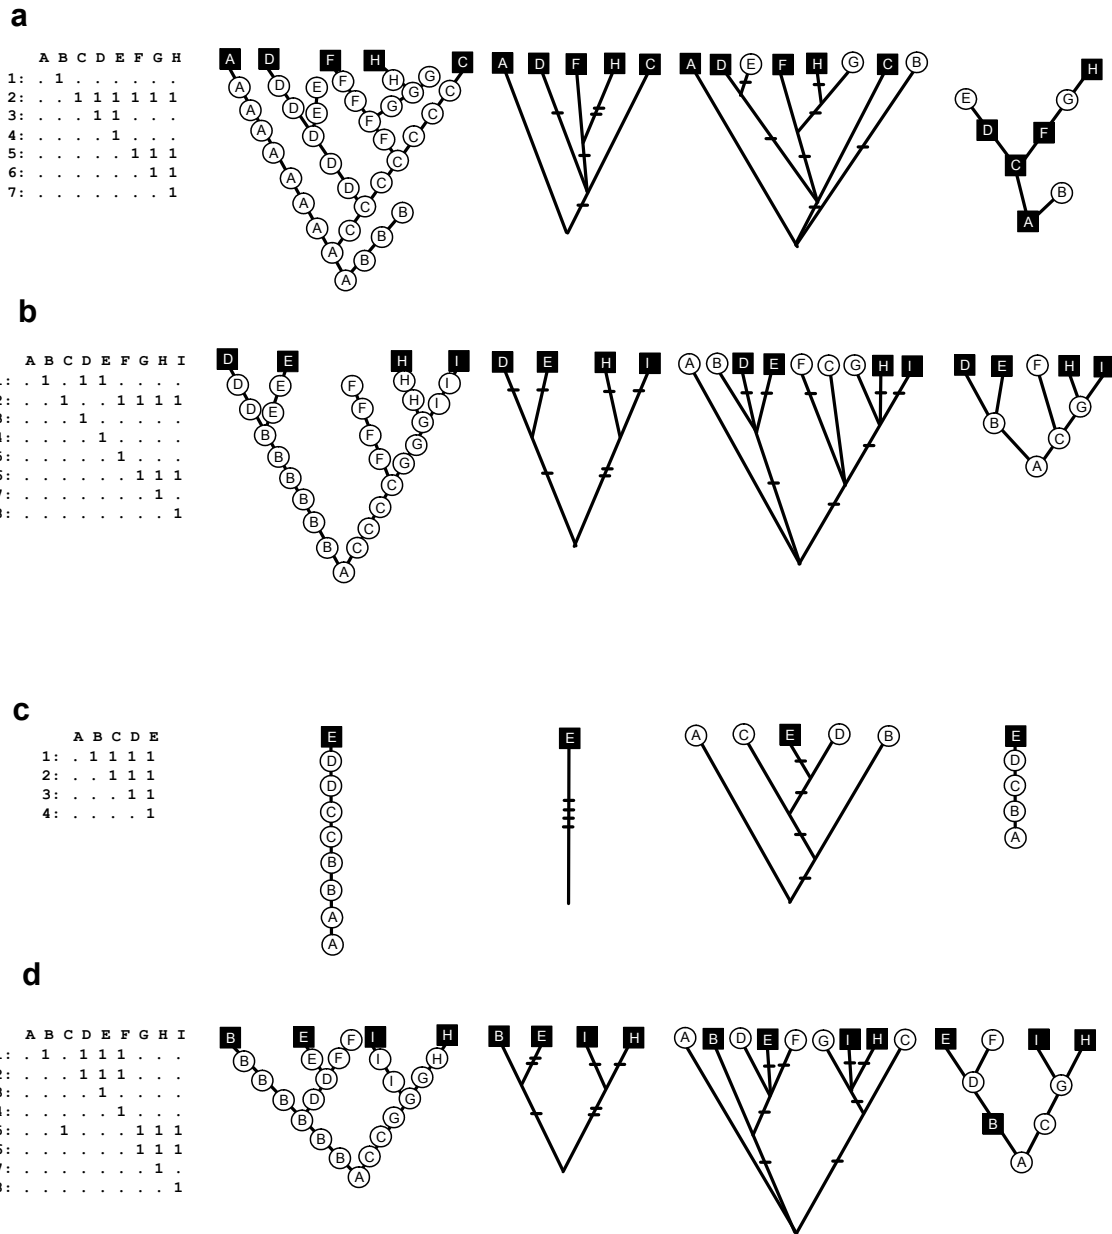 a
A B C D E F G H
1: . 1 . . . . . .
2: . . 1 1 1 1 1 1
3: . . . 1 1 . . .
4: . . . . 1 . . .
5: . . . . . 1 1 1
6: . . . . . . 1 1
7: . . . . . . . 1
A D F H C
A A A A A A A A A
D D D D D
E E
F F F F
H
G G G
C C C C C C C
B B B
A D F H C
A D E F H G C B
H
E G
D F
C
B
A
b
A B C D E F G H I
: . 1 . 1 1 . . . .
: . . 1 . . 1 1 1 1
: . . . 1 . . . . .
: . . . . 1 . . . .
: . . . . . 1 . . .
: . . . . . . 1 1 1
: . . . . . . . 1 .
: . . . . . . . . 1
D E H I
D D
E E
B B B B B B
F F F F
H H
I I
G G G
C C C C
A
D E H I
A B D E F C G H I
D E F H I
B G
C
A
c
A B C D E
1: . 1 1 1 1
2: . . 1 1 1
3: . . . 1 1
4: . . . . 1
E
D
D
C
C
B
B
A
A
E
A C E D B
E
D
C
B
A
d
A B C D E F G H I
: . 1 . 1 1 1 . . .
: . . . 1 1 1 . . .
: . . . . 1 . . . .
: . . . . . 1 . . .
: . . 1 . . . 1 1 1
: . . . . . . 1 1 1
: . . . . . . . 1 .
: . . . . . . . . 1
B E I H
B B B B B B
E
F F
D D
I I
H
G G G
C C
A
B E I H
A B D E F G I H C
E F I H
D G
B C
A